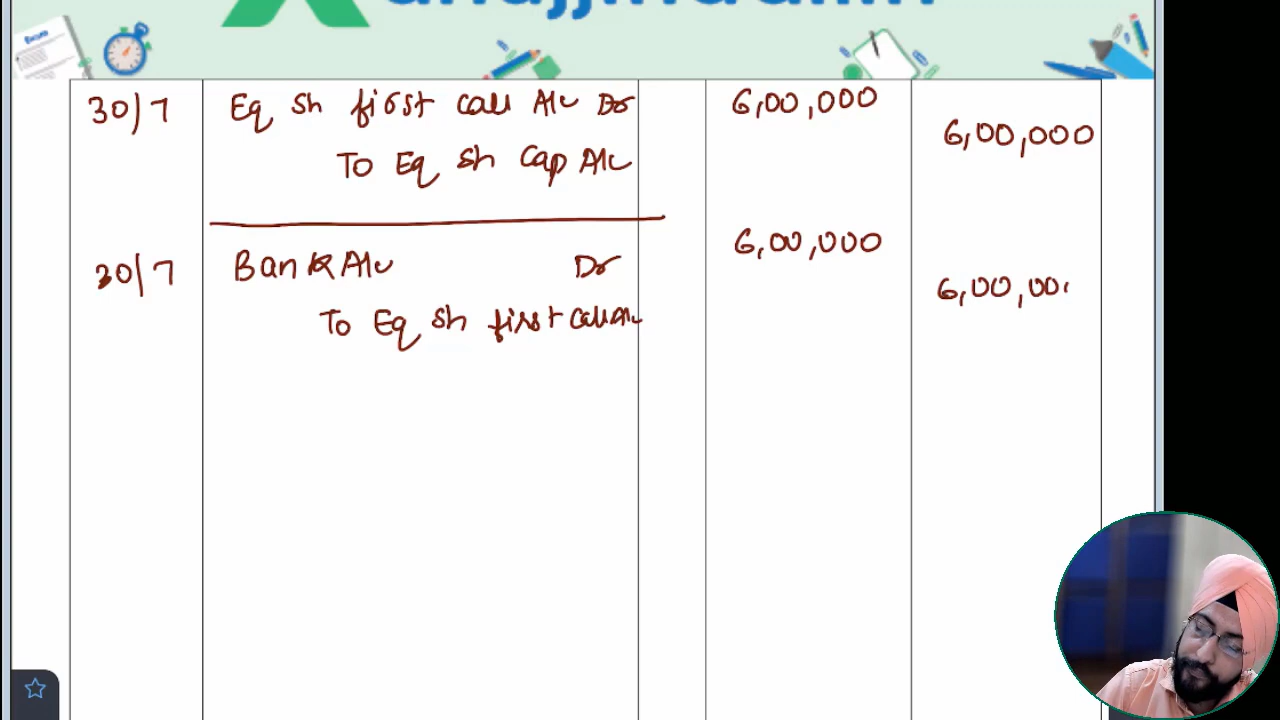 30/7 Eq Sh first call A/c Dr 6,00,000
To Eq Sh Cap A/c 6,00,000
30/7 Bank A/c Dr 6,00,000
To Eq Sh first call A/c 6,00,00